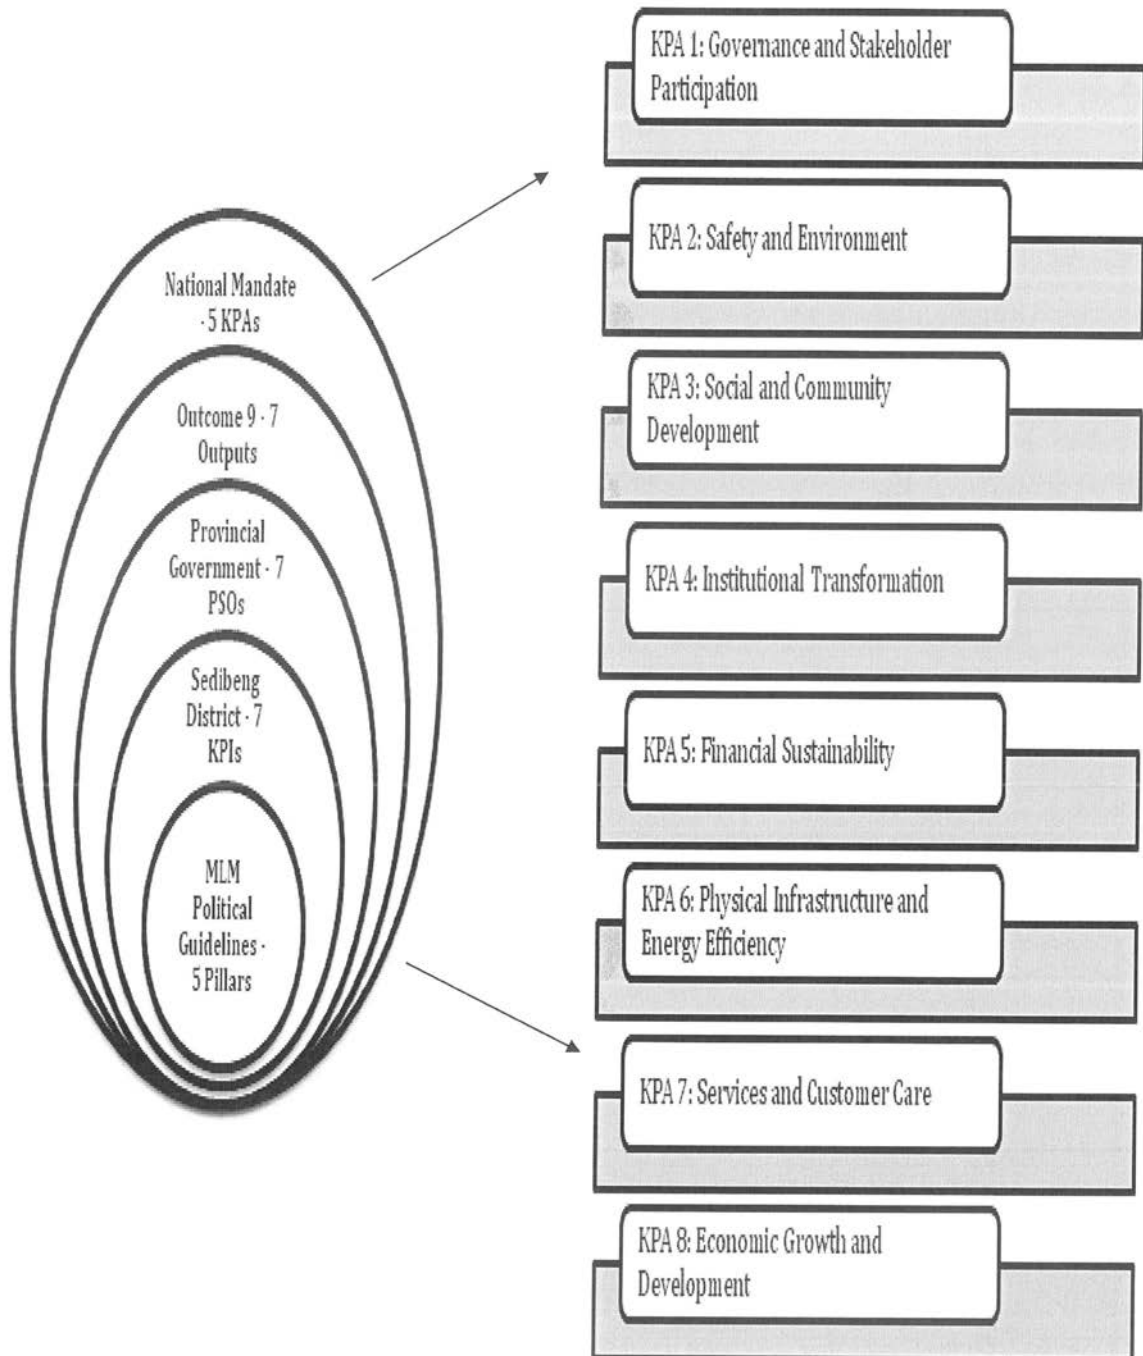 National Mandate
- 5 KPAs
Outcome 9 - 7
Outputs
Provincial
Government - 7
PSOs
Sedibeng
District - 7
KPIs
MLM
Political
Guidelines -
5 Pillars
KPA 1: Governance and Stakeholder
Participation
KPA 2: Safety and Environment
KPA 3: Social and Community
Development
KPA 4: Institutional Transformation
KPA 5: Financial Sustainability
KPA 6: Physical Infrastructure and
Energy Efficiency
KPA 7: Services and Customer Care
KPA 8: Economic Growth and
Development